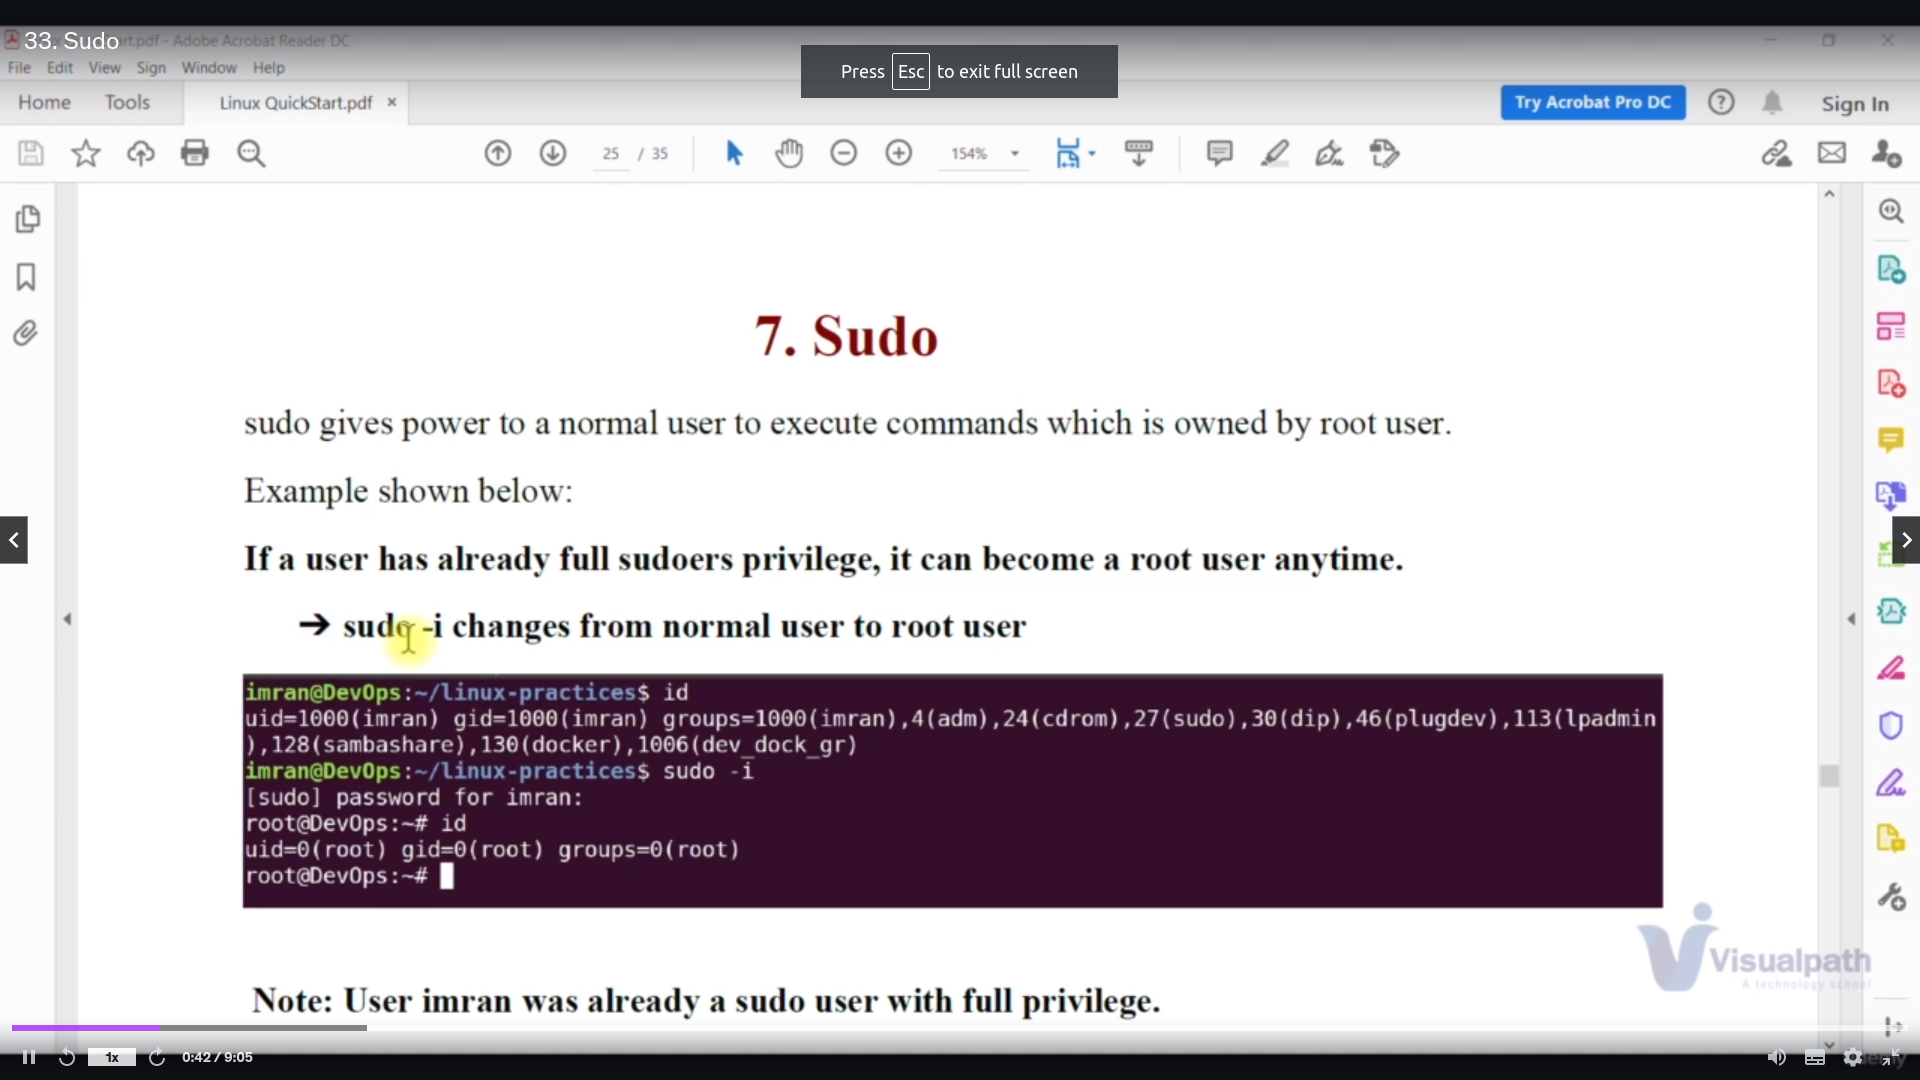 33. Sudo
rt.pdf - Adobe Acrobat Reader DC
Press Esc to exit full screen
File Edit View Sign Window Help
Home Tools Linux QuickStart.pdf × Try Acrobat Pro DC Sign In
25 / 35 154%
7. Sudo
sudo gives power to a normal user to execute commands which is owned by root user.
Example shown below:
If a user has already full sudoers privilege, it can become a root user anytime.
➔ sudo -i changes from normal user to root user
imran@DevOps:~/linux-practices$ id
uid=1000(imran) gid=1000(imran) groups=1000(imran),4(adm),24(cdrom),27(sudo),30(dip),46(plugdev),113(lpadmin
),128(sambashare),130(docker),1006(dev_dock_gr)
imran@DevOps:~/linux-practices$ sudo -i
[sudo] password for imran:
root@DevOps:~# id
uid=0(root) gid=0(root) groups=0(root)
root@DevOps:~#
Visualpath
A technology school
Note: User imran was already a sudo user with full privilege.
1x 0:42 / 9:05